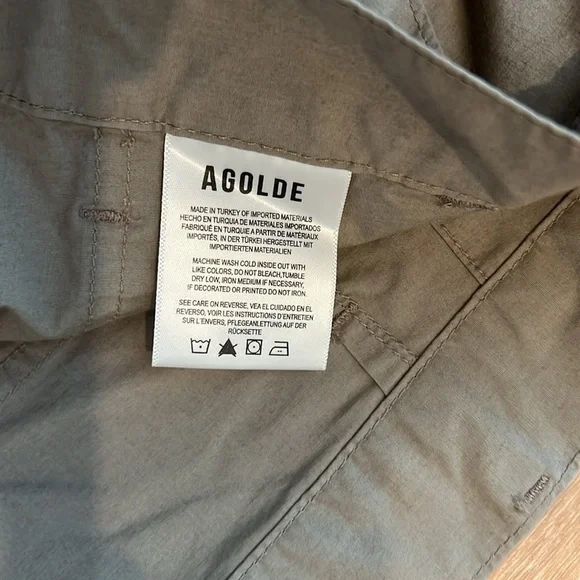 AGOLDE
MADE IN TURKEY OF IMPORTED MATERIALS
HECHO EN TURQUIA DE MATERIALES IMPORTADOS
FABRIQUÉ EN TURQUIE A PARTIR DE MATÉRIAUX
IMPORTÉS, IN DER TÜRKEI HERGESTELLT MIT
IMPORTIERTEN MATERIALIEN
MACHINE WASH COLD INSIDE OUT WITH
LIKE COLORS, DO NOT BLEACH,TUMBLE
DRY LOW, IRON MEDIUM IF NECESSARY,
IF DECORATED OR PRINTED DO NOT IRON.
SEE CARE ON REVERSE, VEA EL CUIDADO EN EL
REVERSO, VOIR LES INSTRUCTIONS D'ENTRETIEN
SUR L'ENVERS, PFLEGEANLEITUNG AUF DER
RÜCKSETTE